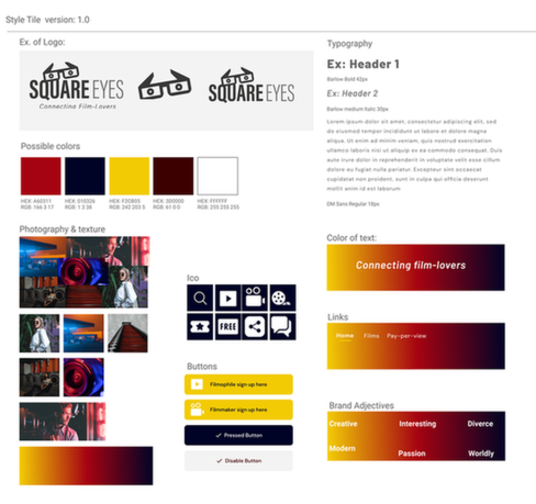 Style Tile version: 1.0
Ex. of Logo:
SQUARE EYES
Connecting Film-Lovers
SQUARE EYES
Possible colors
HEX: A60311
RGB: 166 3 17
HEX: 010326
RGB: 1 3 38
HEX: F2CB05
RGB: 242 203 5
HEX: 3D0000
RGB: 61 0 0
HEX: FFFFFF
RGB: 255 255 255
Photography & texture
Ico
FREE
Buttons
Filmophile sign up here
Filmmaker sign up here
Pressed Button
Disable Button
Typography
Ex: Header 1
Barlow Bold 42px
Ex: Header 2
Barlow medium Italic 30px
Lorem ipsum dolor sit amet, consectetur adipiscing elit, sed
do eiusmod tempor incididunt ut labore et dolore magna
aliqua. Ut enim ad minim veniam, quis nostrud exercitation
ullamco laboris nisi ut aliquip ex ea commodo consequat. Duis
aute irure dolor in reprehenderit in voluptate velit esse cillum
dolore eu fugiat nulla pariatur. Excepteur sint occaecat
cupidatat non proident, sunt in culpa qui officia deserunt
mollit anim id est laborum
DM Sans Regular 18px
Color of text:
Connecting film-lovers
Links
Home Films Pay-per-view
Brand Adjectives
Creative Interesting Diverce
Modern Passion Worldly